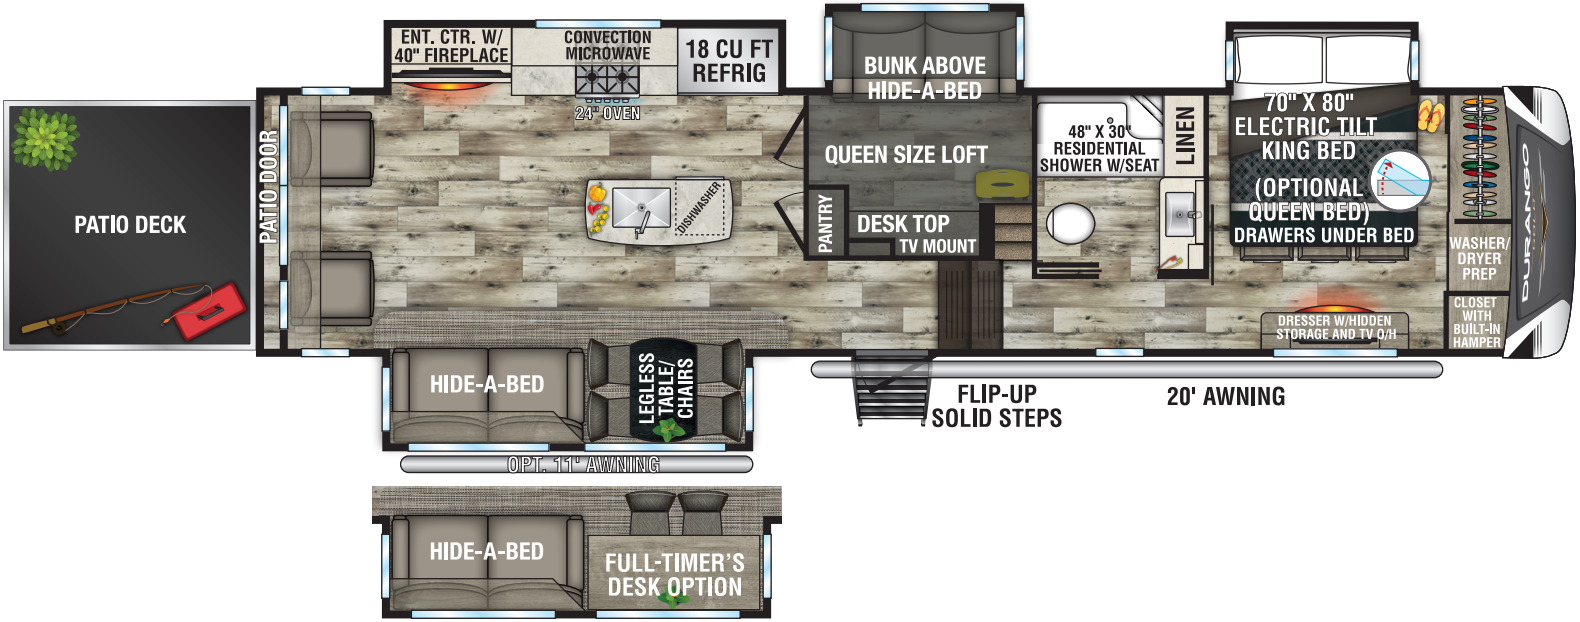 ENT. CTR. W/
40" FIREPLACE
CONVECTION
MICROWAVE
18 CU FT
REFRIG
24" OVEN
BUNK ABOVE
HIDE-A-BED
QUEEN SIZE LOFT
48" X 30"
RESIDENTIAL
SHOWER W/SEAT
LINEN
70" X 80"
ELECTRIC TILT
KING BED
(OPTIONAL
QUEEN BED)
DRAWERS UNDER BED
PATIO DECK
PATIO DOOR
DISHWASHER
PANTRY
DESK TOP
TV MOUNT
WASHER/
DRYER
PREP
CLOSET
WITH
BUILT-IN
HAMPER
DURANGO
DRESSER W/HIDDEN
STORAGE AND TV O/H
HIDE-A-BED
LEGLESS
TABLE/
CHAIRS
FLIP-UP
SOLID STEPS
20' AWNING
OPT. 11' AWNING
HIDE-A-BED
FULL-TIMER'S
DESK OPTION